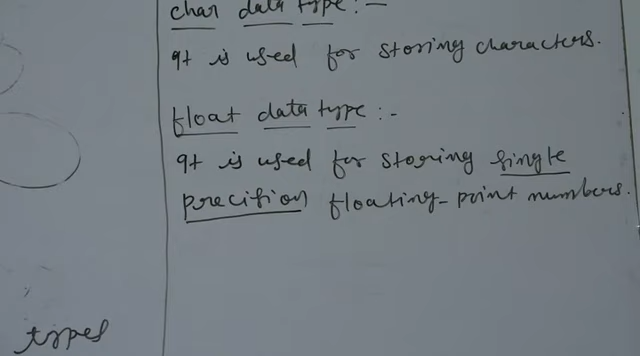 char data type :-
It is used for storing characters.
float data type :-
It is used for storing single
precision floating-point numbers.
types